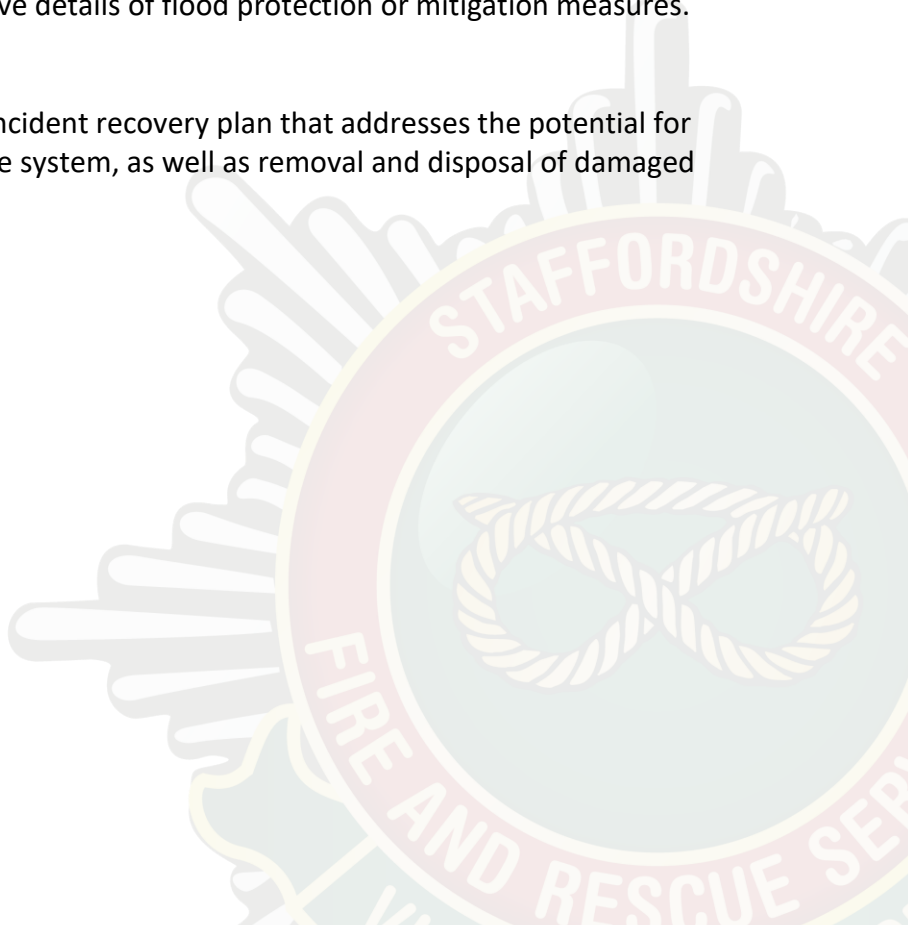 ve details of flood protection or mitigation measures.
ncident recovery plan that addresses the potential for
e system, as well as removal and disposal of damaged
STAFFORDSHIRE
FIRE AND RESCUE SER